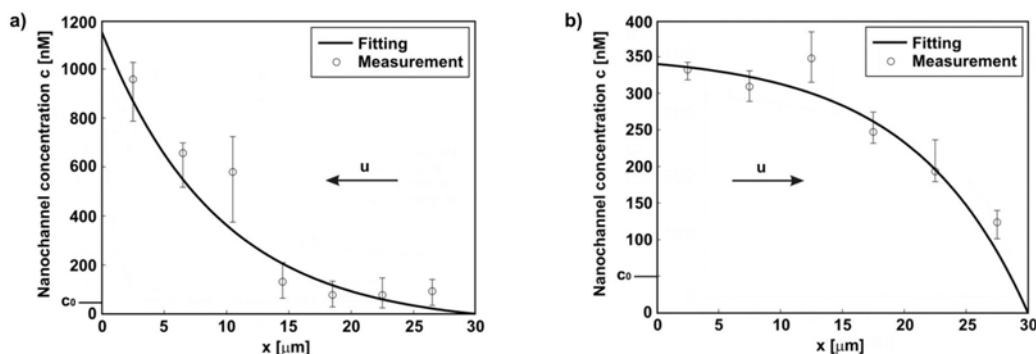 a)
Nanochannel concentration c [nM]
1200
1000
800
600
400
200
0
c0
0 5 10 15 20 25 30
x [μm]
Fitting
Measurement
u
b)
Nanochannel concentration c [nM]
400
350
300
250
200
150
100
50
0
c0
0 5 10 15 20 25 30
x [μm]
Fitting
Measurement
u